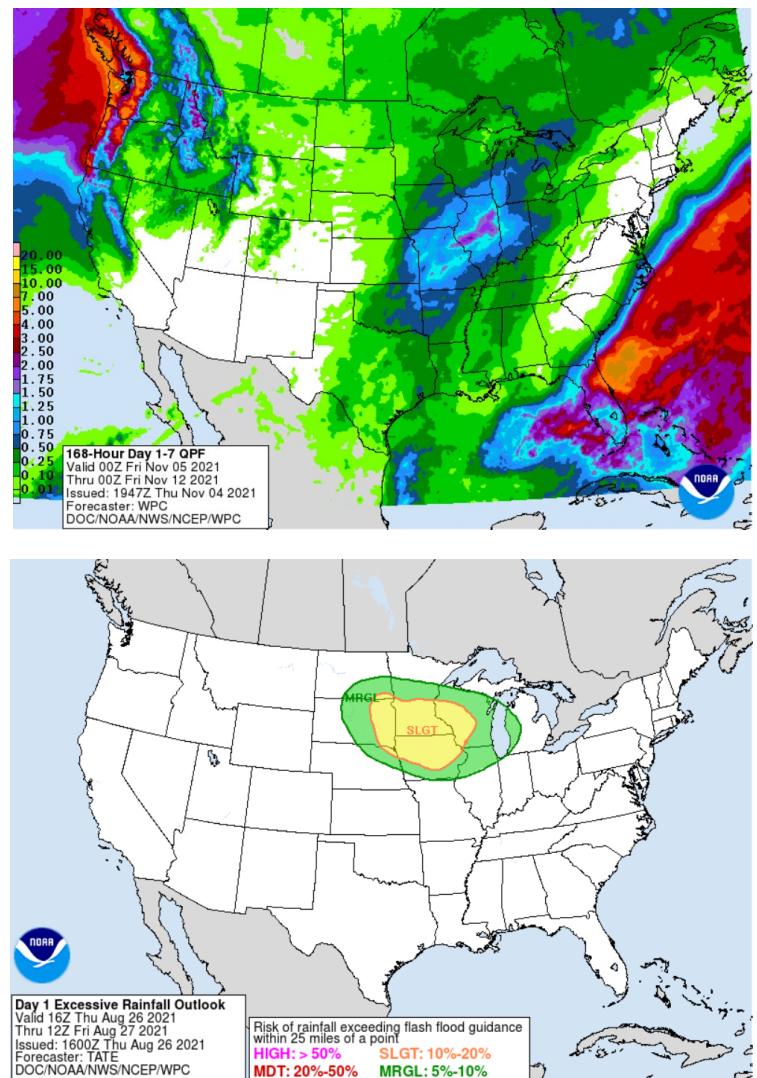 20.00
15.00
10.00
7.00
5.00
4.00
3.00
2.50
2.00
1.75
1.50
1.25
1.00
0.75
0.50
0.25
0.10
0.01
168-Hour Day 1-7 QPF
Valid 00Z Fri Nov 05 2021
Thru 00Z Fri Nov 12 2021
Issued: 1947Z Thu Nov 04 2021
Forecaster: WPC
DOC/NOAA/NWS/NCEP/WPC
NOAA
MRGL
SLGT
NOAA
Day 1 Excessive Rainfall Outlook
Valid 16Z Thu Aug 26 2021
Thru 12Z Fri Aug 27 2021
Issued: 1600Z Thu Aug 26 2021
Forecaster: TATE
DOC/NOAA/NWS/NCEP/WPC
Risk of rainfall exceeding flash flood guidance
within 25 miles of a point
HIGH: > 50% SLGT: 10%-20%
MDT: 20%-50% MRGL: 5%-10%